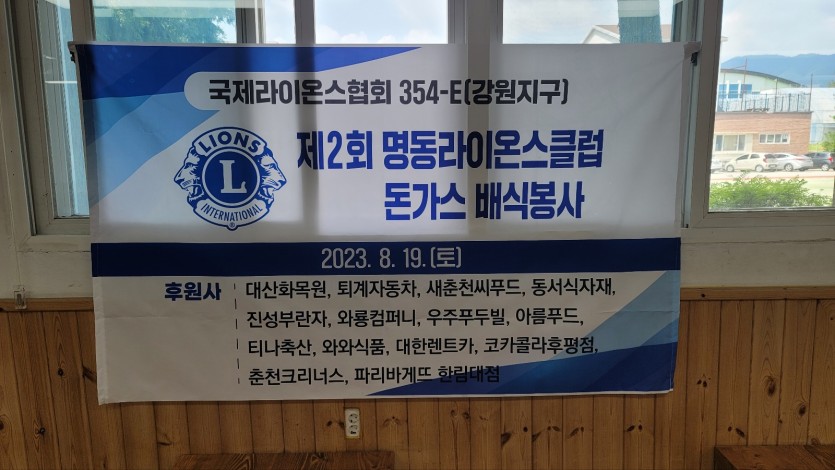 국제라이온스협회 354-E(강원지구)
LIONS
L
INTERNATIONAL
®
제2회 명동라이온스클럽
돈가스 배식봉사
2023. 8. 19.(토)
후원사
대산화목원, 퇴계자동차, 새춘천씨푸드, 동서식자재,
진성부란자, 와룡컴퍼니, 우주푸두빌, 아름푸드,
티나축산, 와와식품, 대한렌트카, 코카콜라후평점,
춘천크리너스, 파리바게뜨 한림대점